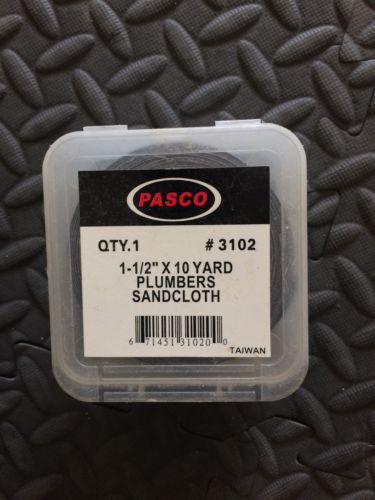 PASCO
QTY.1 # 3102
1-1/2" X 10 YARD
PLUMBERS
SANDCLOTH
6 71451 31020 0
TAIWAN